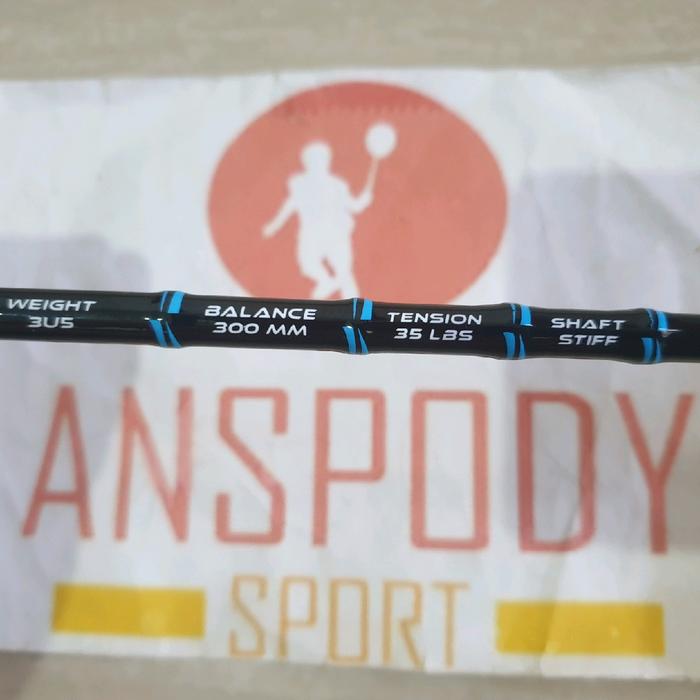 WEIGHT
3U5
BALANCE
300 MM
TENSION
35 LBS
SHAFT
STIFF
ANSPODY
SPORT